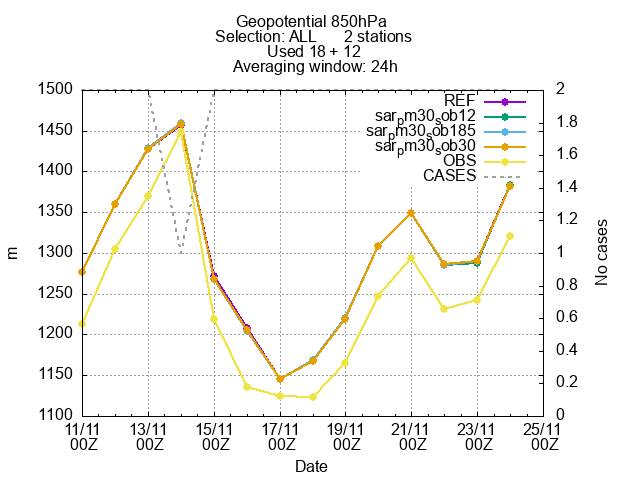 Geopotential 850hPa
Selection: ALL 2 stations
Used 18 + 12
Averaging window: 24h
1500
1450
1400
1350
1300
1250
1200
1150
1100
m
REF
sarpm30sob12
sarpm30sob185
sarpm30sob30
OBS
CASES
2
1.8
1.6
1.4
1.2
1
0.8
0.6
0.4
0.2
0
No cases
11/11 13/11 15/11 17/11 19/11 21/11 23/11 25/11
00Z 00Z 00Z 00Z 00Z 00Z 00Z 00Z
Date